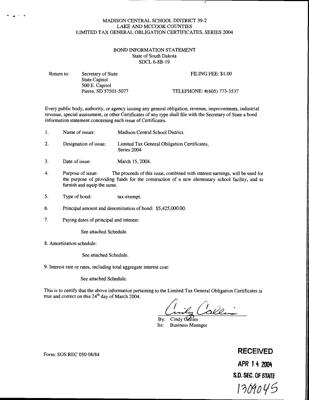 MADISON CENTRAL SCHOOL DISTRICT 39-2
LAKE AND MCCOOK COUNTIES
LIMITED TAX GENERAL OBLIGATION CERTIFICATES, SERIES 2004
BOND INFORMATION STATEMENT
State of South Dakota
SDCL 6-8B-19
Return to: Secretary of State FILING FEE: $1.00
State Capitol
500 E. Capitol
Pierre, SD 57501-5077 TELEPHONE: #(605) 773-3537
Every public body, authority, or agency issuing any general obligation, revenue, improvements, industrial
revenue, special assessment, or other Certificates of any type shall file with the Secretary of State a bond
information statement concerning each issue of Certificates.
1. Name of issuer: Madison Central School District.
2. Designation of issue: Limited Tax General Obligation Certificates,
Series 2004
3. Date of issue: March 15, 2004.
4. Purpose of issue: The proceeds of this issue, combined with interest earnings, will be used for
the purpose of providing funds for the construction of a new elementary school facility, and to
furnish and equip the same.
5. Type of bond: tax-exempt.
6. Principal amount and denomination of bond: $5,425,000.00.
7. Paying dates of principal and interest:
See attached Schedule.
8. Amortization schedule:
See attached Schedule.
9. Interest rate or rates, including total aggregate interest cost:
See attached Schedule.
This is to certify that the above information pertaining to the Limited Tax General Obligation Certificates is
true and correct on this 24th day of March 2004.
Cindy Callies
By: Cindy Callies
Its: Business Manager
Form: SOS REC 050 08/84
RECEIVED
APR 14 2004
S.D. SEC. OF STATE
1309045